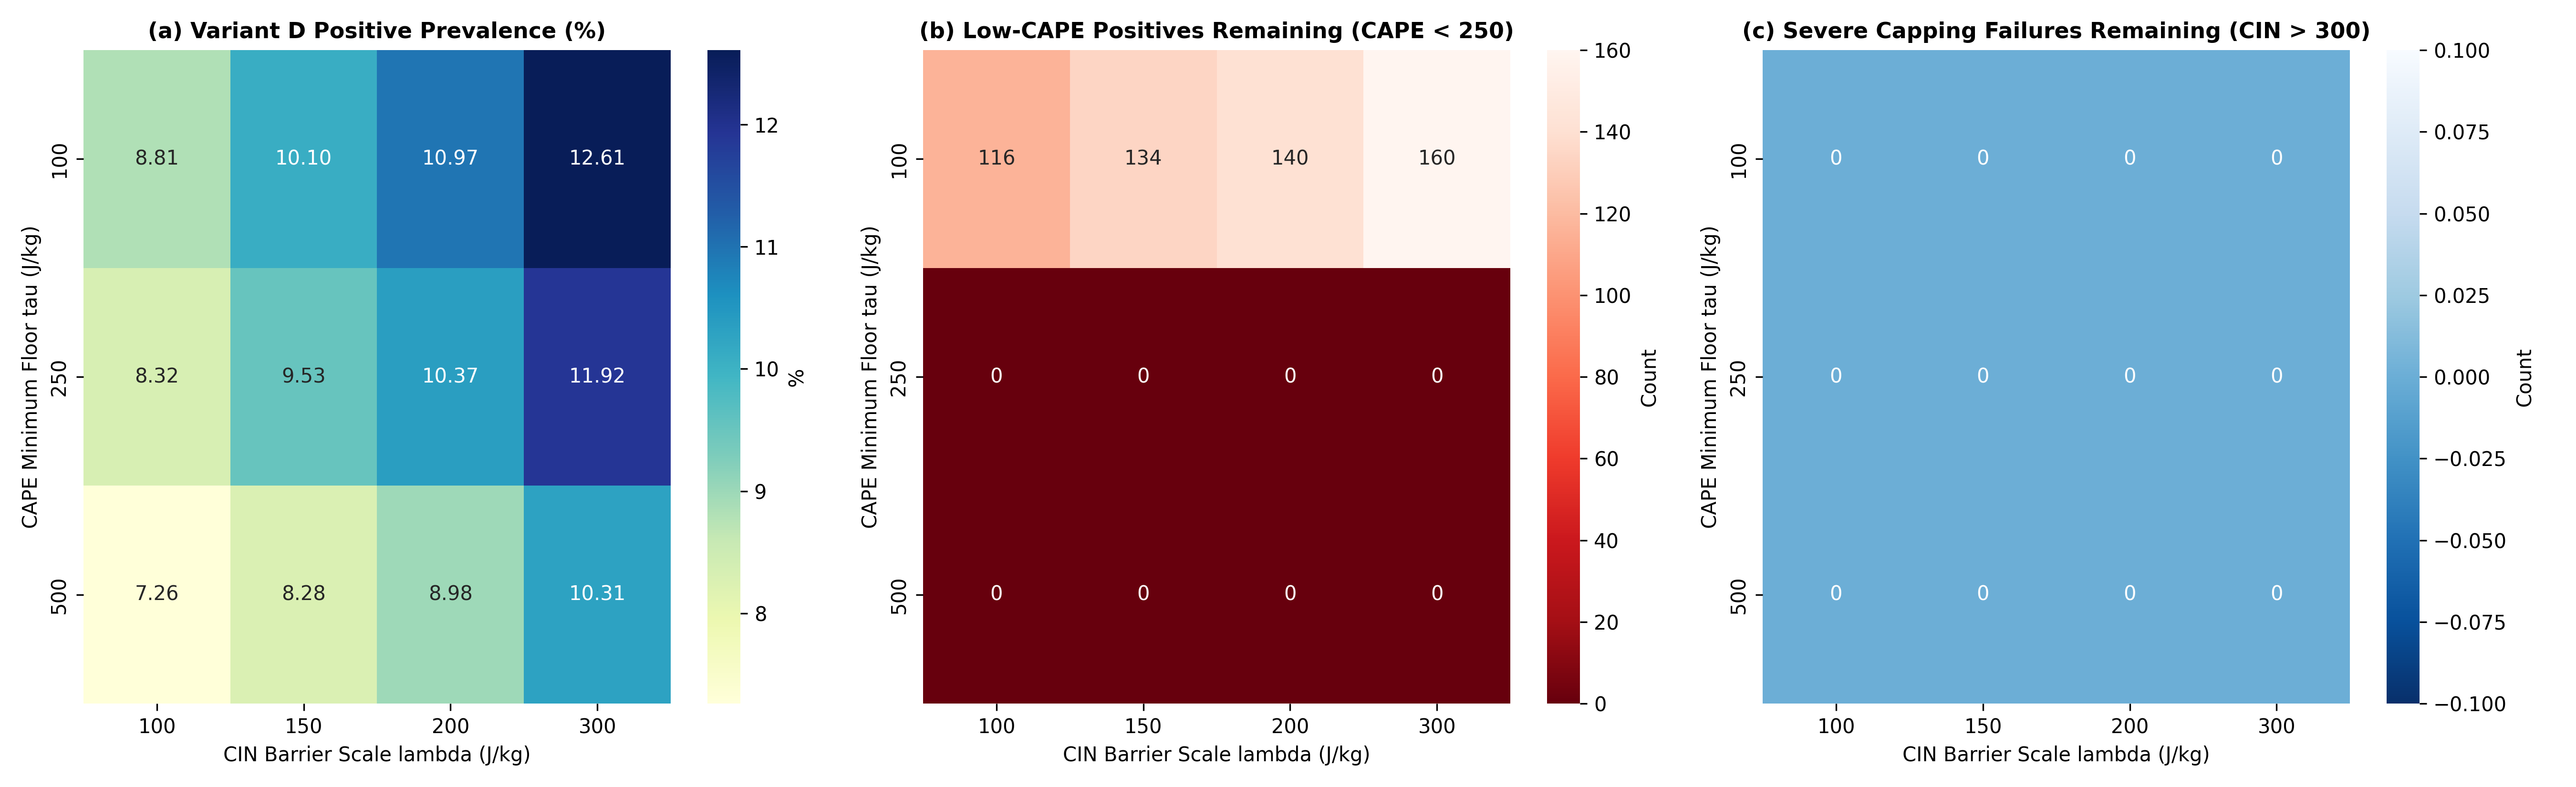 (a) Variant D Positive Prevalence (%)
CAPE Minimum Floor tau (J/kg)
100
250
500
8.81 10.10 10.97 12.61
8.32 9.53 10.37 11.92
7.26 8.28 8.98 10.31
100 150 200 300
CIN Barrier Scale lambda (J/kg)
12
11
10
9
8
%
(b) Low-CAPE Positives Remaining (CAPE < 250)
CAPE Minimum Floor tau (J/kg)
100
250
500
116 134 140 160
0 0 0 0
0 0 0 0
100 150 200 300
CIN Barrier Scale lambda (J/kg)
160
140
120
100
80
60
40
20
0
Count
(c) Severe Capping Failures Remaining (CIN > 300)
CAPE Minimum Floor tau (J/kg)
100
250
500
0 0 0 0
0 0 0 0
0 0 0 0
100 150 200 300
CIN Barrier Scale lambda (J/kg)
0.100
0.075
0.050
0.025
0.000
−0.025
−0.050
−0.075
−0.100
Count